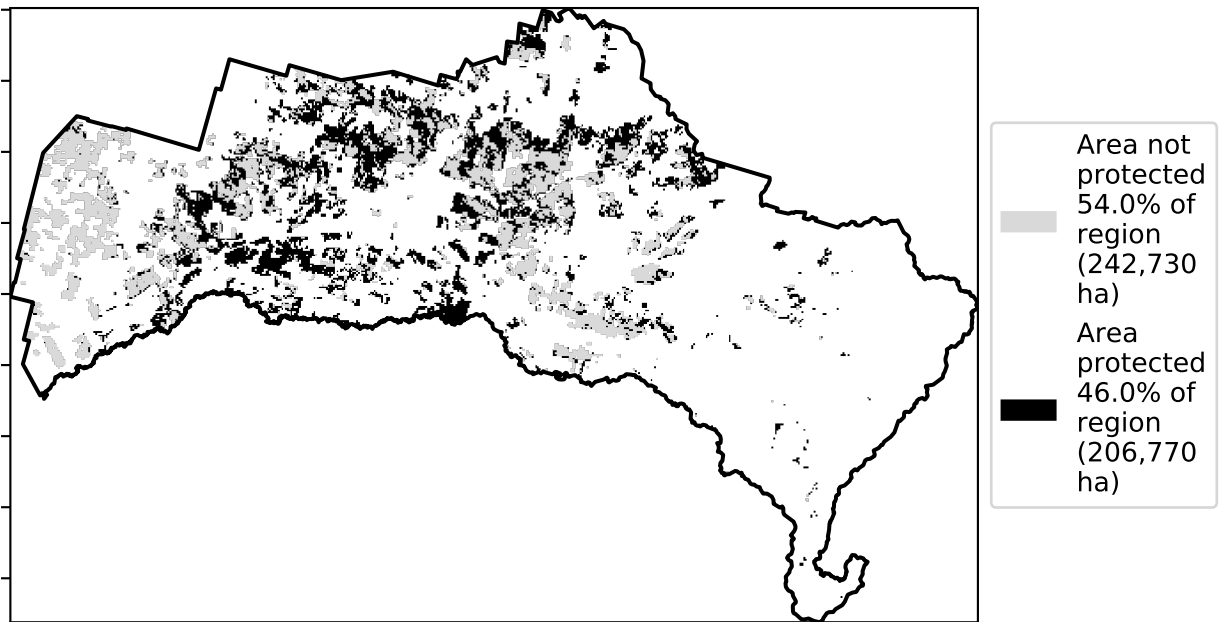 Area not
protected
54.0% of
region
(242,730
ha)
Area
protected
46.0% of
region
(206,770
ha)